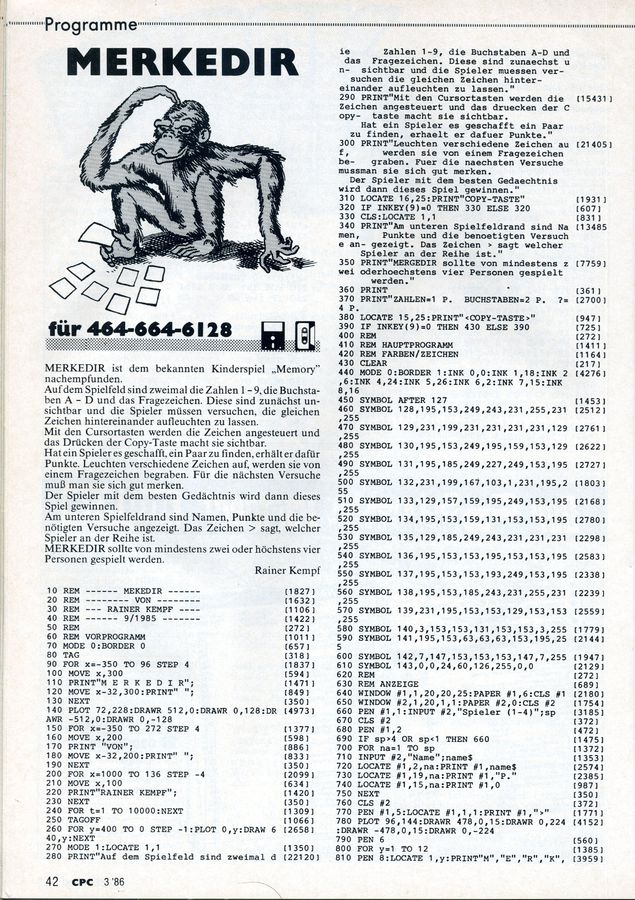 Programme
MERKEDIR
für 464-664-6128
MERKEDIR ist dem bekannten Kinderspiel „Memory"
nachempfunden.
Auf dem Spielfeld sind zweimal die Zahlen 1 – 9, die Buchsta-
ben A – D und das Fragezeichen. Diese sind zunächst un-
sichtbar und die Spieler müssen versuchen, die gleichen
Zeichen hintereinander aufleuchten zu lassen.
Mit den Cursortasten werden die Zeichen angesteuert und
das Drücken der Copy-Taste macht sie sichtbar.
Hat ein Spieler es geschafft, ein Paar zu finden, erhält er dafür
Punkte. Leuchten verschiedene Zeichen auf, werden sie von
einem Fragezeichen begraben. Für die nächsten Versuche
muß man sie sich gut merken.
Der Spieler mit dem besten Gedächtnis wird dann dieses
Spiel gewinnen.
Am unteren Spielfeldrand sind Namen, Punkte und die be-
nötigten Versuche angezeigt. Das Zeichen > sagt, welcher
Spieler an der Reihe ist.
MERKEDIR sollte von mindestens zwei oder höchstens vier
Personen gespielt werden.
Rainer Kempf
10 REM ------ MEKEDIR ------ [1827]
20 REM -------- VON -------- [1632]
30 REM --- RAINER KEMPF ---- [1106]
40 REM ------ 9/1985 ------- [1422]
50 REM [272]
60 REM VORPROGRAMM [1011]
70 MODE 0:BORDER 0 [657]
80 TAG [318]
90 FOR x=-350 TO 96 STEP 4 [1837]
100 MOVE x,300 [594]
110 PRINT"M E R K E D I R"; [1471]
120 MOVE x-32,300:PRINT" "; [849]
130 NEXT [350]
140 PLOT 72,228:DRAWR 512,0:DRAWR 0,128:DR [4973]
AWR -512,0:DRAWR 0,-128
150 FOR x=-350 TO 272 STEP 4 [1377]
160 MOVE x,200 [598]
170 PRINT "VON"; [886]
180 MOVE x-32,200:PRINT" "; [833]
190 NEXT [350]
200 FOR x=1000 TO 136 STEP -4 [2099]
210 MOVE x,100 [634]
220 PRINT"RAINER KEMPF"; [1420]
230 NEXT [350]
240 FOR t=1 TO 10000:NEXT [1309]
250 TAGOFF [1066]
260 FOR y=400 TO 0 STEP -1:PLOT 0,y:DRAW 6 [2658]
40,y:NEXT
270 MODE 1:LOCATE 1,1 [1350]
280 PRINT"Auf dem Spielfeld sind zweimal d [22120]
ie Zahlen 1-9, die Buchstaben A-D und
das Fragezeichen. Diese sind zunaechst u
n- sichtbar und die Spieler muessen ver-
suchen die gleichen Zeichen hinter-
einander aufleuchten zu lassen."
290 PRINT"Mit den Cursortasten werden die [15431]
Zeichen angesteuert und das druecken der C
opy- taste macht sie sichtbar.
Hat ein Spieler es geschafft ein Paar
zu finden, erhaelt er dafuer Punkte."
300 PRINT"Leuchten verschiedene Zeichen au [21405]
f, werden sie von einem Fragezeichen
be- graben. Fuer die naechsten Versuche
mussman sie sich gut merken.
Der Spieler mit dem besten Gedaechtnis
wird dann dieses Spiel gewinnen."
310 LOCATE 16,25:PRINT"COPY-TASTE" [1931]
320 IF INKEY(9)=0 THEN 330 ELSE 320 [607]
330 CLS:LOCATE 1,1 [831]
340 PRINT"Am unteren Spielfeldrand sind Na [13485
men, Punkte und die benoetigten Versuch
e an- gezeigt. Das Zeichen > sagt welcher
Spieler an der Reihe ist."
350 PRINT"MERGEDIR sollte von mindestens z [7759]
wei oderhoechstens vier Personen gespielt
werden."
360 PRINT [361]
370 PRINT"ZAHLEN=1 P. BUCHSTABEN=2 P. ?= [2700]
4 P.
380 LOCATE 15,25:PRINT"<COPY-TASTE>" [947]
390 IF INKEY(9)=0 THEN 430 ELSE 390 [725]
400 REM [272]
410 REM HAUPTPROGRAMM [1411]
420 REM FARBEN/ZEICHEN [1164]
430 CLEAR [217]
440 MODE 0:BORDER 1:INK 0,0:INK 1,18:INK 2 [4276]
,6:INK 4,24:INK 5,26:INK 6,2:INK 7,15:INK
8,16
450 SYMBOL AFTER 127 [1453]
460 SYMBOL 128,195,153,249,243,231,255,231 [2512]
,255
470 SYMBOL 129,231,199,231,231,231,129 [2761]
,255
480 SYMBOL 130,195,153,249,195,159,153,129 [2622]
,255
490 SYMBOL 131,195,185,249,227,249,153,195 [2727]
,255
500 SYMBOL 132,231,199,167,103,1,231,195,2 [1803]
55
510 SYMBOL 133,129,157,159,195,249,153,195 [2168]
,255
520 SYMBOL 134,195,153,159,131,153,153,195 [2780]
,255
530 SYMBOL 135,129,185,249,243,231,231,231 [2298]
,255
540 SYMBOL 136,195,153,153,195,153,153,195 [2583]
,255
550 SYMBOL 137,195,153,153,193,249,153,195 [2338]
,255
560 SYMBOL 138,195,153,185,243,231,255,231 [2239]
,255
570 SYMBOL 139,231,195,153,153,129,153,153 [2559]
,255
580 SYMBOL 140,3,153,153,131,153,153,3,255 [1779]
590 SYMBOL 141,195,153,63,63,63,153,195,25 [2144]
5
600 SYMBOL 142,7,147,153,153,153,147,7,255 [1947]
610 SYMBOL 143,0,0,24,60,126,255,0,0 [2129]
620 REM [272]
630 REM ANZEIGE [689]
640 WINDOW #1,1,20,20,25:PAPER #1,6:CLS #1 [2180]
650 WINDOW #2,1,20,1,1:PAPER #2,0:CLS #2 [1754]
660 PEN #1,1:INPUT #2,"Spieler (1-4)";sp [3185]
670 CLS #2 [372]
680 PEN #1,2 [472]
690 IF sp>4 OR sp<1 THEN 660 [1475]
700 FOR na=1 TO sp [1372]
710 INPUT #2,"Name";name$ [1353]
720 LOCATE #1,2,na:PRINT #1,name$ [2574]
730 LOCATE #1,19,na:PRINT #1,"P." [2385]
740 LOCATE #1,15,na:PRINT #1,0 [987]
750 NEXT [350]
760 CLS #2 [372]
770 PEN #1,5:LOCATE #1,1,1:PRINT #1,">" [1771]
780 PLOT 96,144:DRAWR 478,0,15:DRAWR 0,224 [4152]
:DRAWR -478,0,15:DRAWR 0,-224
790 PEN 6 [560]
800 FOR y=1 TO 12 [1385]
810 PEN 8:LOCATE 1,y:PRINT"M","E","R","K", [3959]
42 CPC 3'86